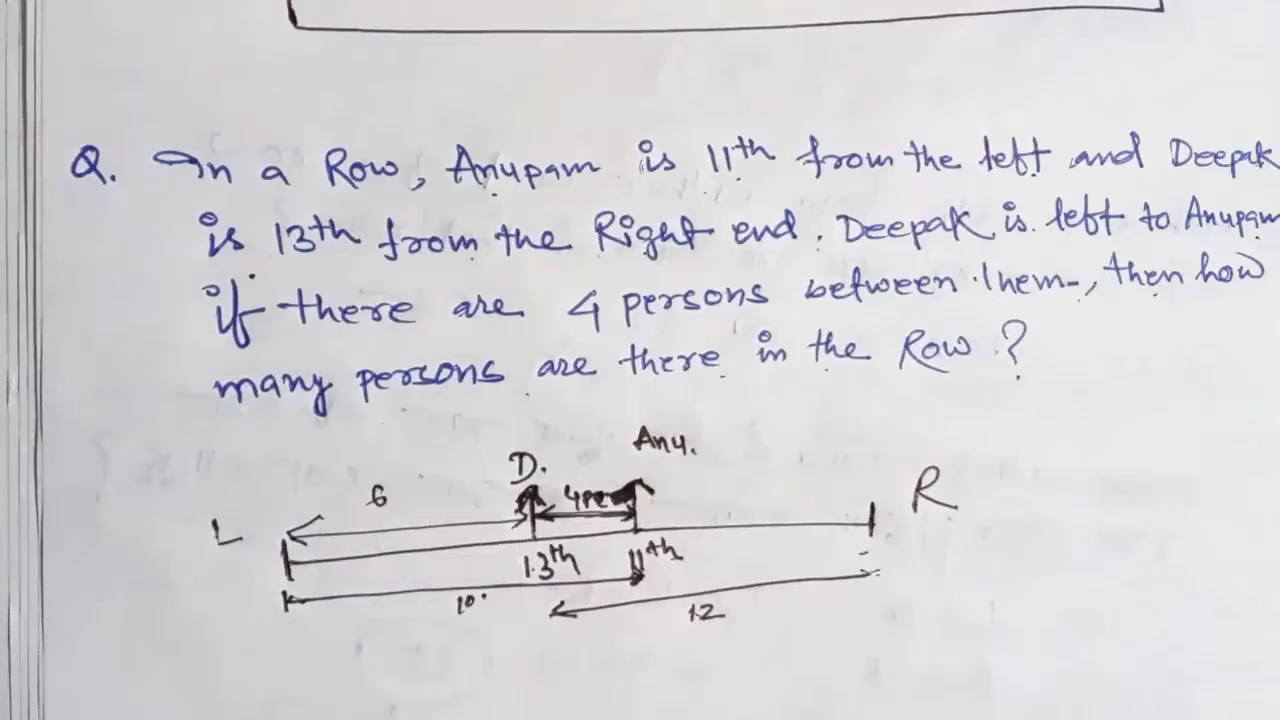 Q. In a Row, Anupam is 11th from the left and Deepak
is 13th from the Right end. Deepak is left to Anupam
if there are 4 persons between them, then how
many persons are there in the Row?
Any.
D.
6 4pe R
L
13th 11th
10.
12